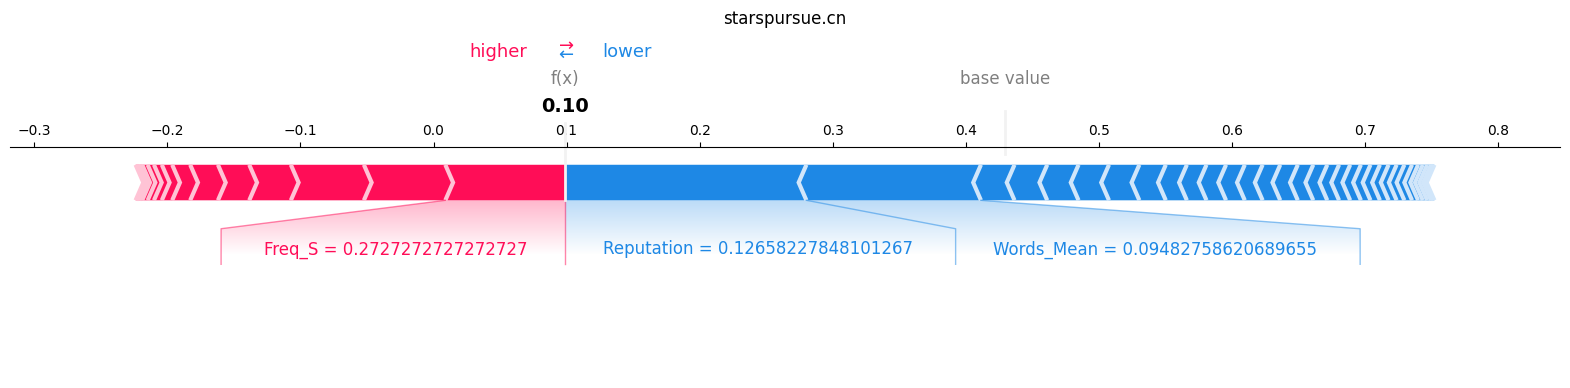 starspursue.cn
higher → ← lower
f(x) base value
0.10
−0.3 −0.2 −0.1 0.0 0.1 0.2 0.3 0.4 0.5 0.6 0.7 0.8
Freq_S = 0.2727272727272727 Reputation = 0.12658227848101267 Words_Mean = 0.09482758620689655